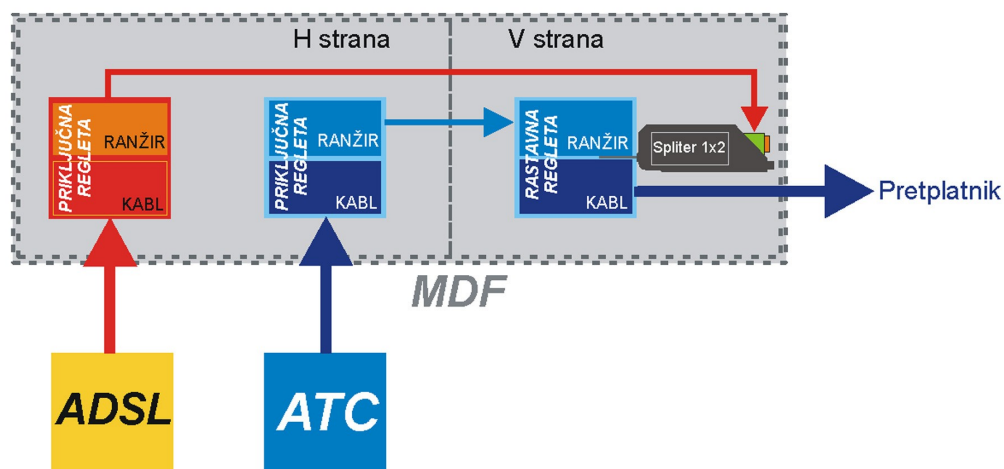 H strana
V strana
PRIKLJUČNA
REGLETA
RANŽIR
KABL
PRIKLJUČNA
REGLETA
RANŽIR
KABL
RASTAVNA
REGLETA
RANŽIR
KABL
Spliter 1x2
Pretplatnik
MDF
ADSL
ATC